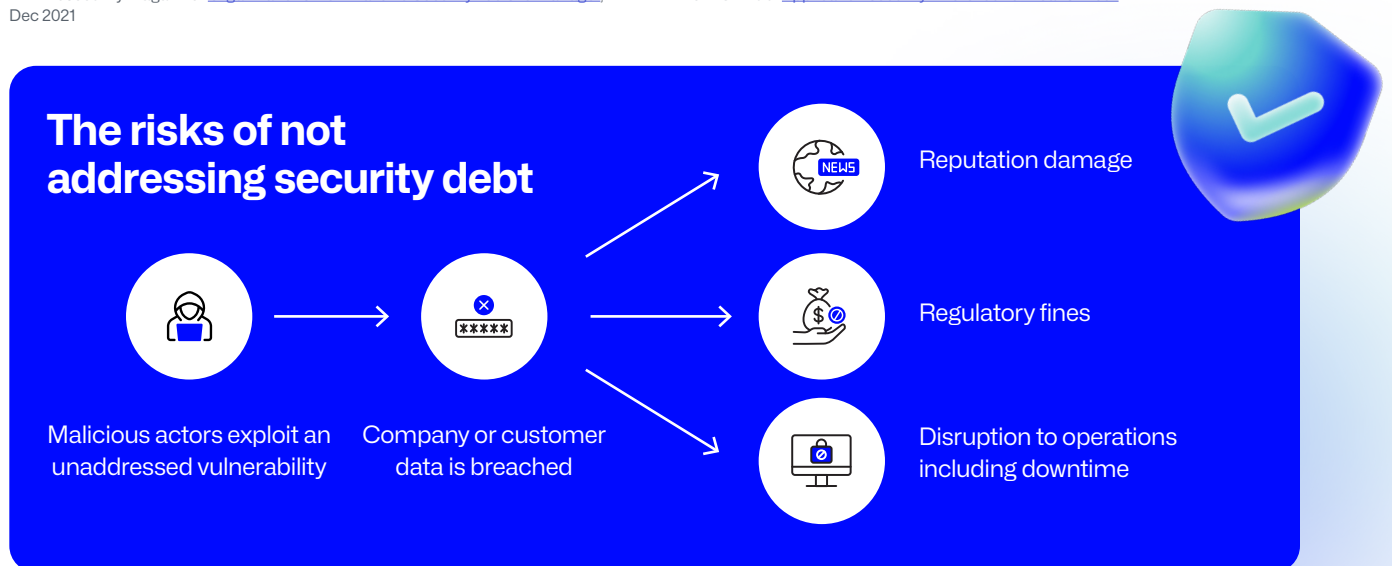 Dec 2021
The risks of not
addressing security debt
NEWS
Reputation damage
$
Regulatory fines
*****
Malicious actors exploit an
unaddressed vulnerability
Company or customer
data is breached
Disruption to operations
including downtime